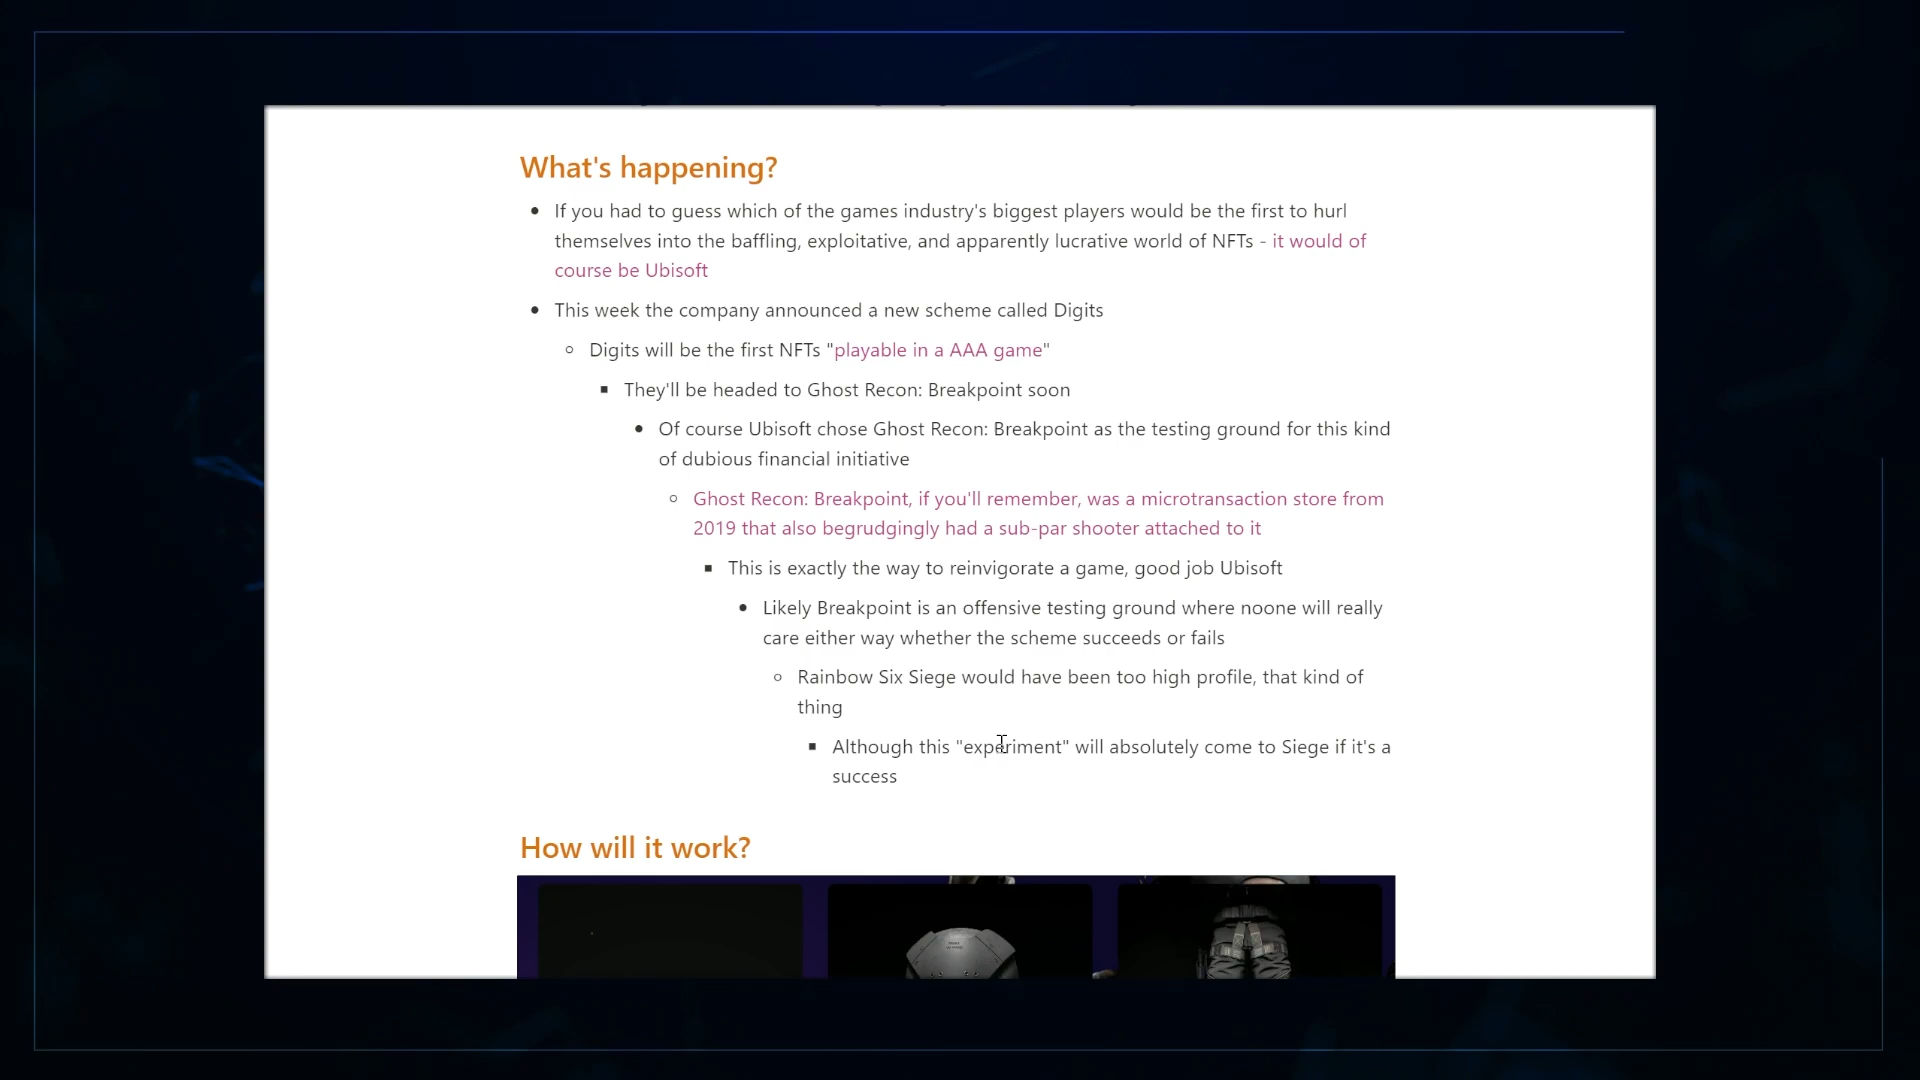 What's happening?
If you had to guess which of the games industry's biggest players would be the first to hurl
themselves into the baffling, exploitative, and apparently lucrative world of NFTs - it would of
course be Ubisoft
This week the company announced a new scheme called Digits
Digits will be the first NFTs "playable in a AAA game"
They'll be headed to Ghost Recon: Breakpoint soon
Of course Ubisoft chose Ghost Recon: Breakpoint as the testing ground for this kind
of dubious financial initiative
Ghost Recon: Breakpoint, if you'll remember, was a microtransaction store from
2019 that also begrudgingly had a sub-par shooter attached to it
This is exactly the way to reinvigorate a game, good job Ubisoft
Likely Breakpoint is an offensive testing ground where noone will really
care either way whether the scheme succeeds or fails
Rainbow Six Siege would have been too high profile, that kind of
thing
Although this "experiment" will absolutely come to Siege if it's a
success
How will it work?